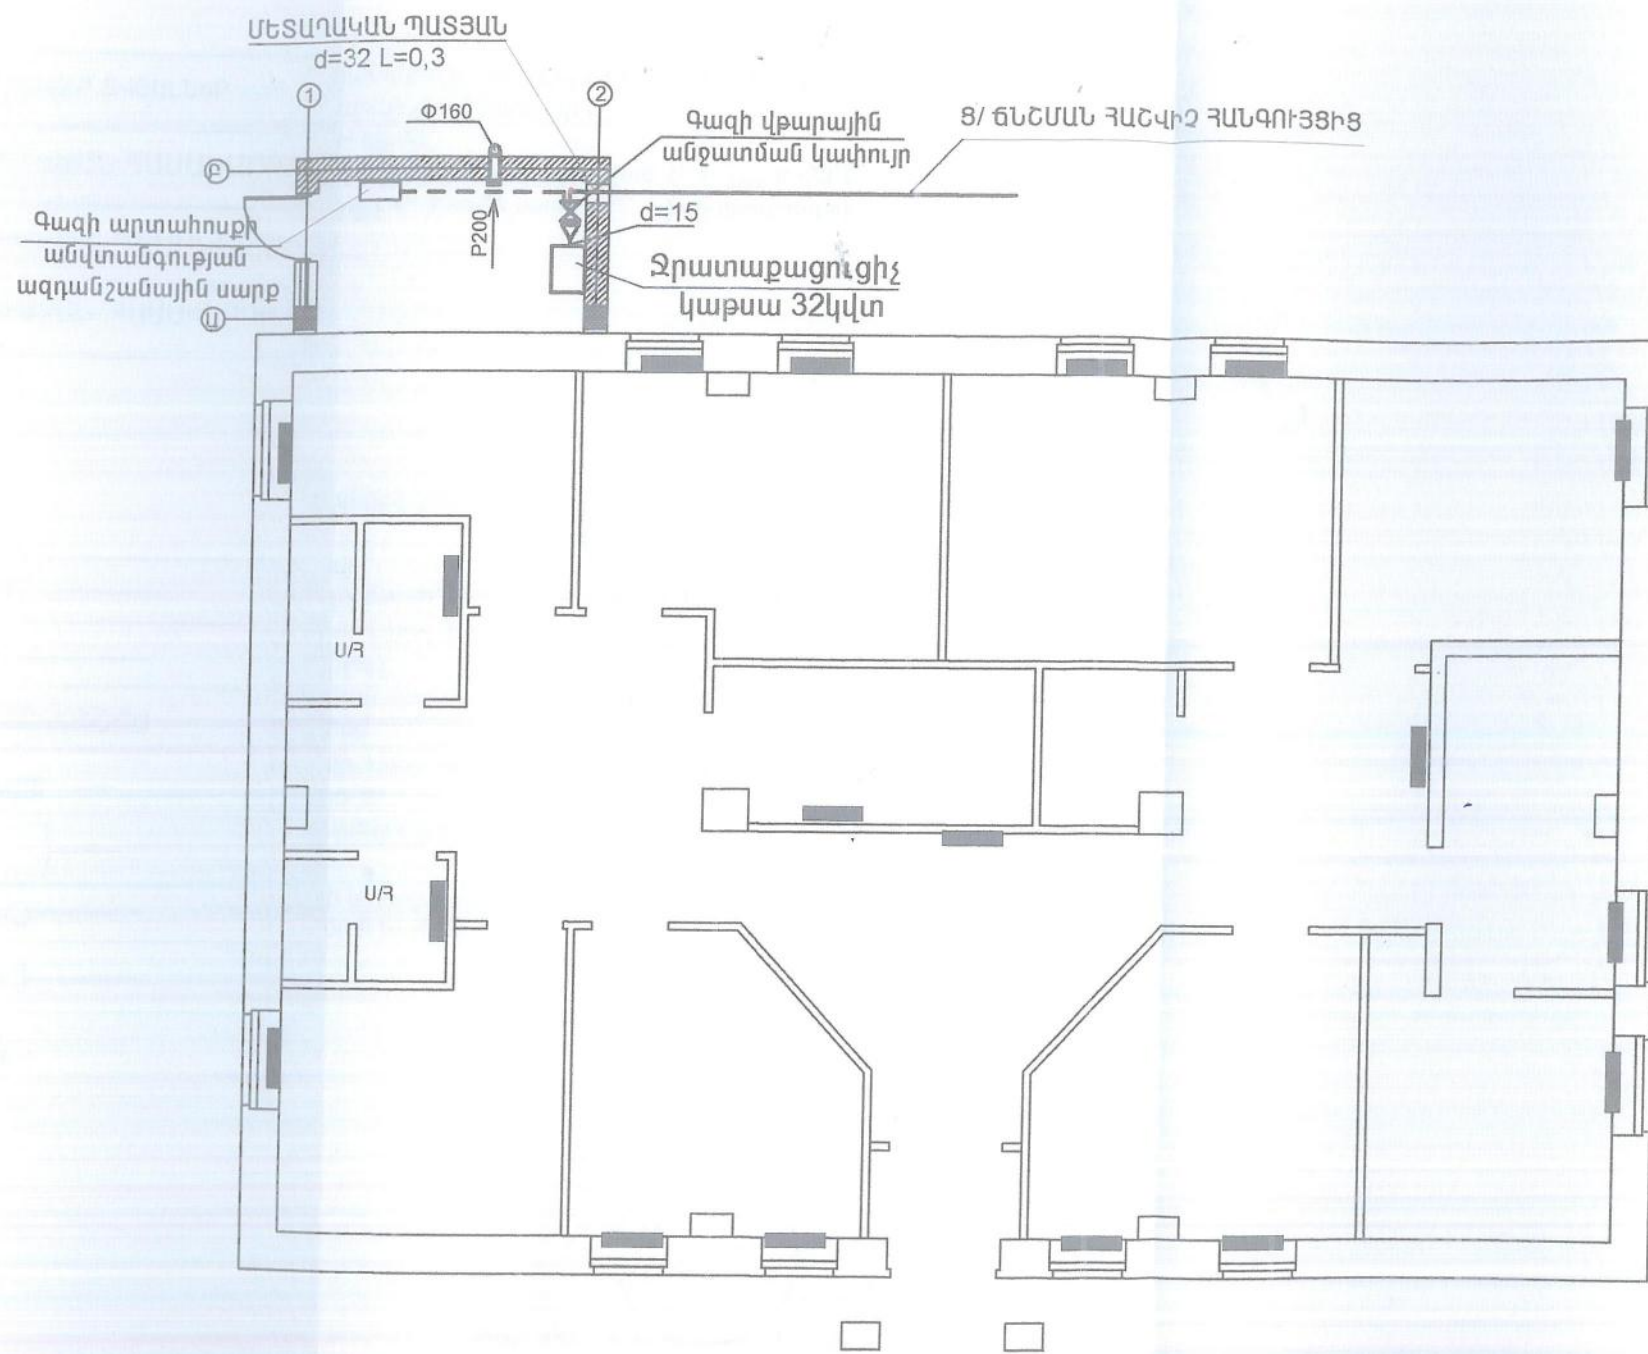 ՄԵՏԱՂԱԿԱՆ ՊԱՏՅԱՆ
d=32 L=0,3
1
2
Φ160
Գազի վթարային
անջատման կափույր
Ց/ ՃՆՇՄԱՆ ՀԱՇՎԻՉ ՀԱՆԳՈՒՅՑԻՑ
Բ
Գազի արտահոսքի
անվտանգության
ազդանշանային սարք
P200
d=15
Ջրատաքացուցիչ
կաթսա 32կվտ
Ա
Ս/Հ
Ս/Հ